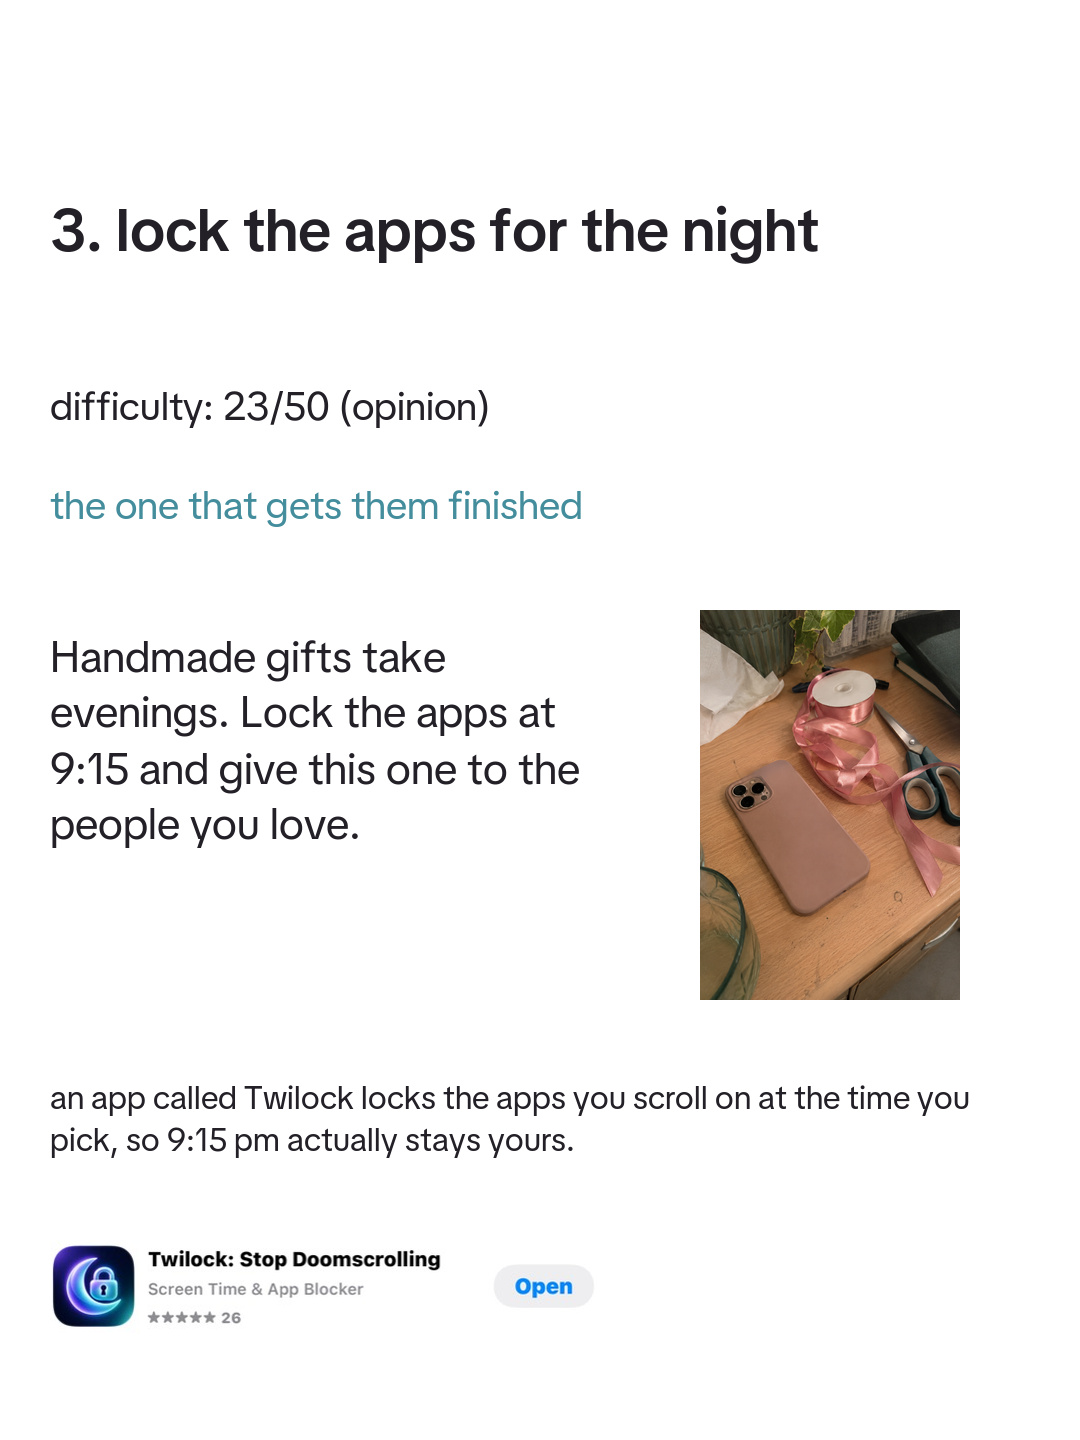 3. lock the apps for the night
difficulty: 23/50 (opinion)
the one that gets them finished
Handmade gifts take
evenings. Lock the apps at
9:15 and give this one to the
people you love.
an app called Twilock locks the apps you scroll on at the time you
pick, so 9:15 pm actually stays yours.
Twilock: Stop Doomscrolling
Screen Time & App Blocker
★★★★★ 26
Open